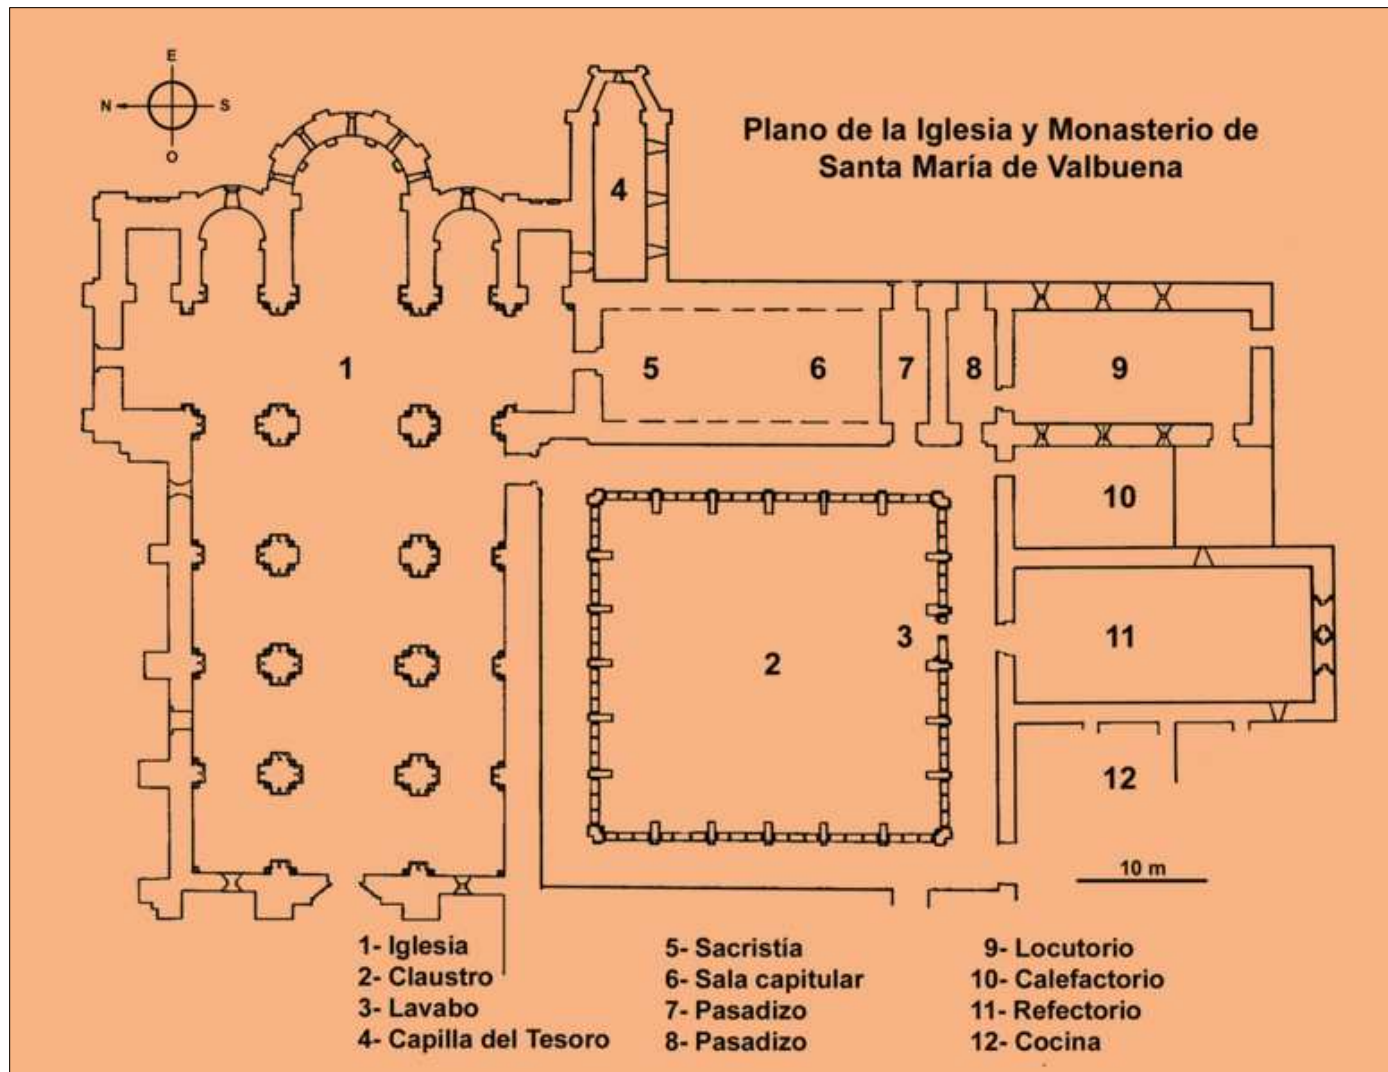 E
N
S
O
Plano de la Iglesia y Monasterio de
Santa María de Valbuena
4
1
5
6
7
8
9
10
2
3
11
12
10 m
1- Iglesia
2- Claustro
3- Lavabo
4- Capilla del Tesoro
5- Sacristía
6- Sala capitular
7- Pasadizo
8- Pasadizo
9- Locutorio
10- Calefactorio
11- Refectorio
12- Cocina